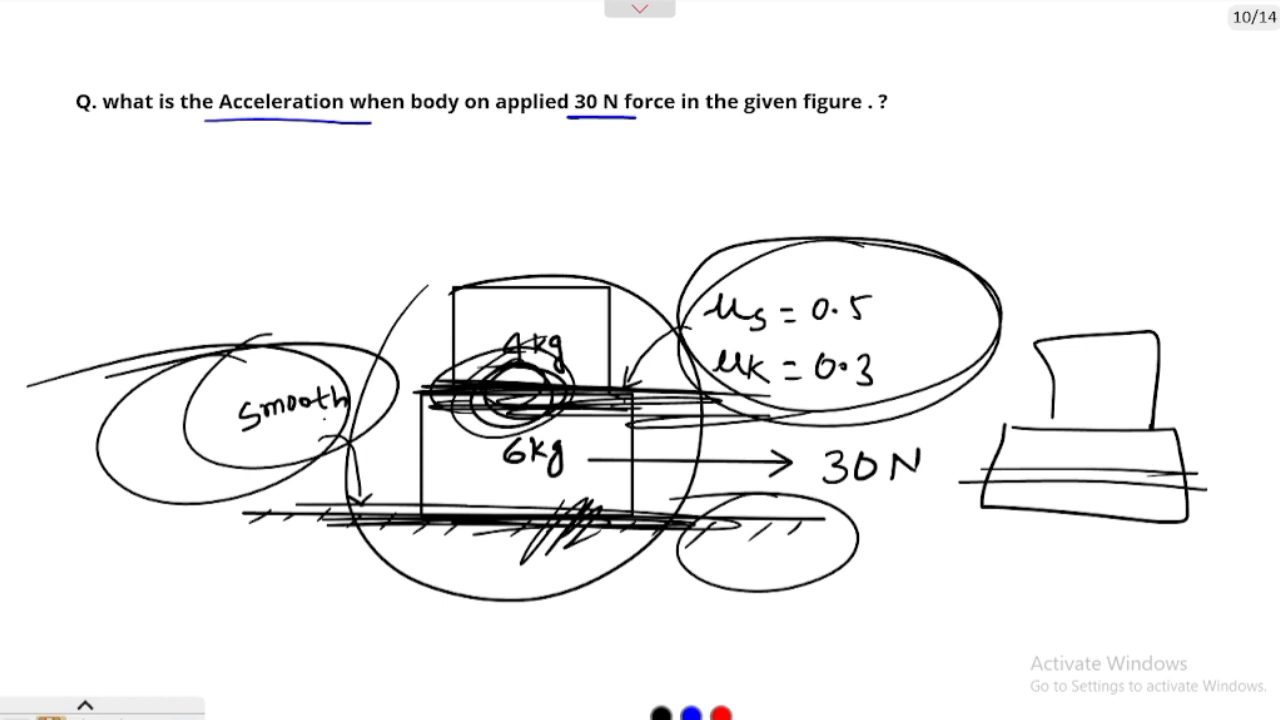 10/14
Q. what is the Acceleration when body on applied 30 N force in the given figure . ?
μs = 0.5
4kg
μk = 0.3
smooth
6kg
30N
Activate Windows
Go to Settings to activate Windows.